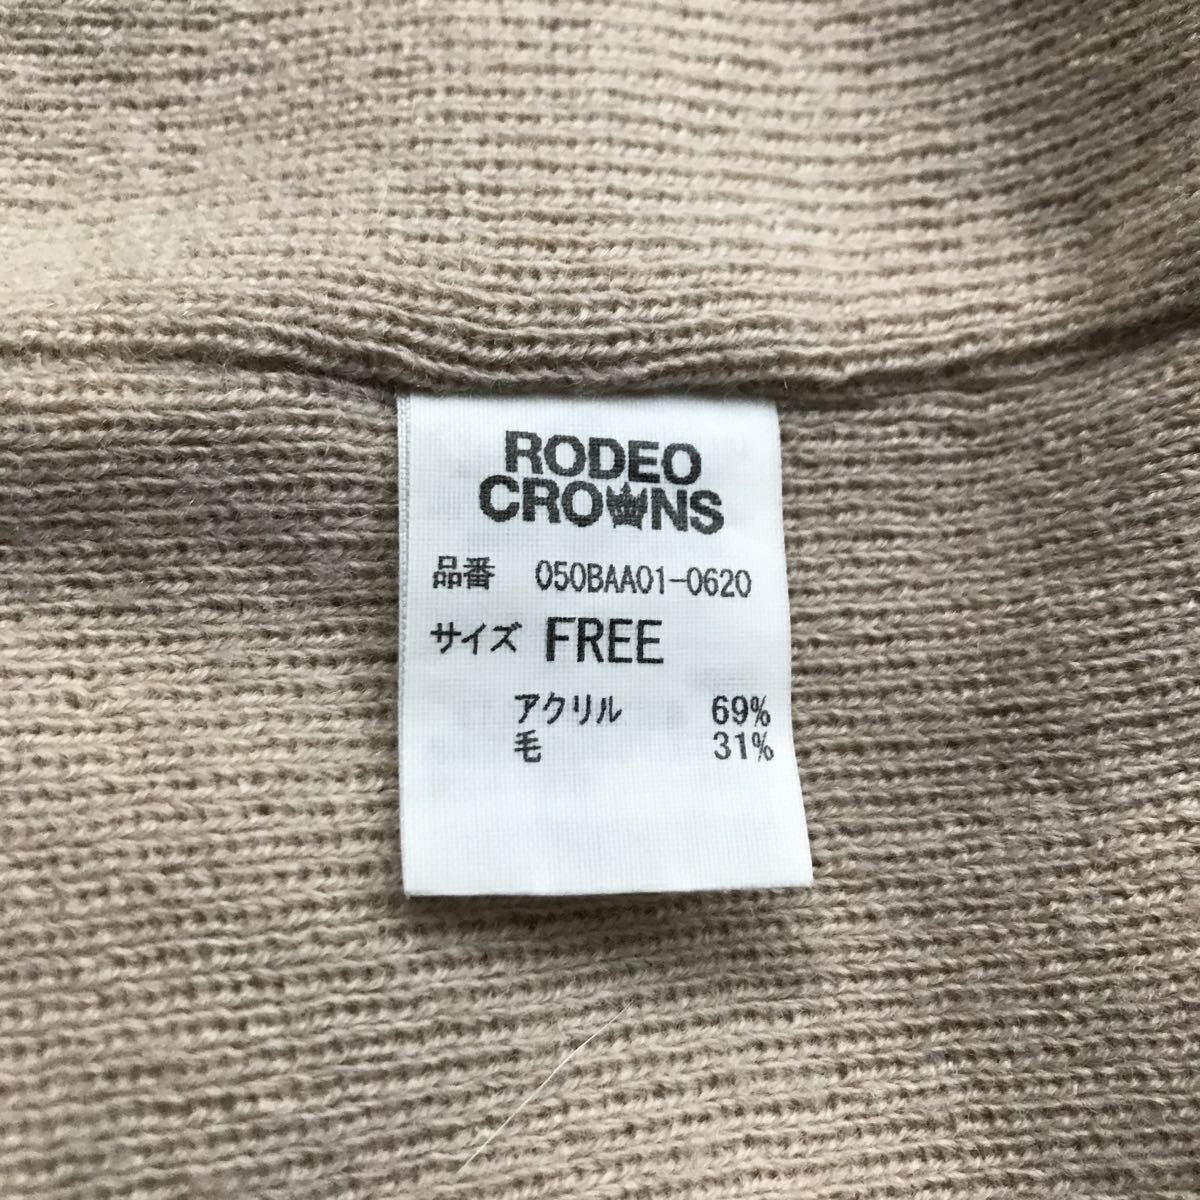 RODEO
CROWNS
品番 050BAA01-0620
サイズ FREE
アクリル 69%
毛 31%